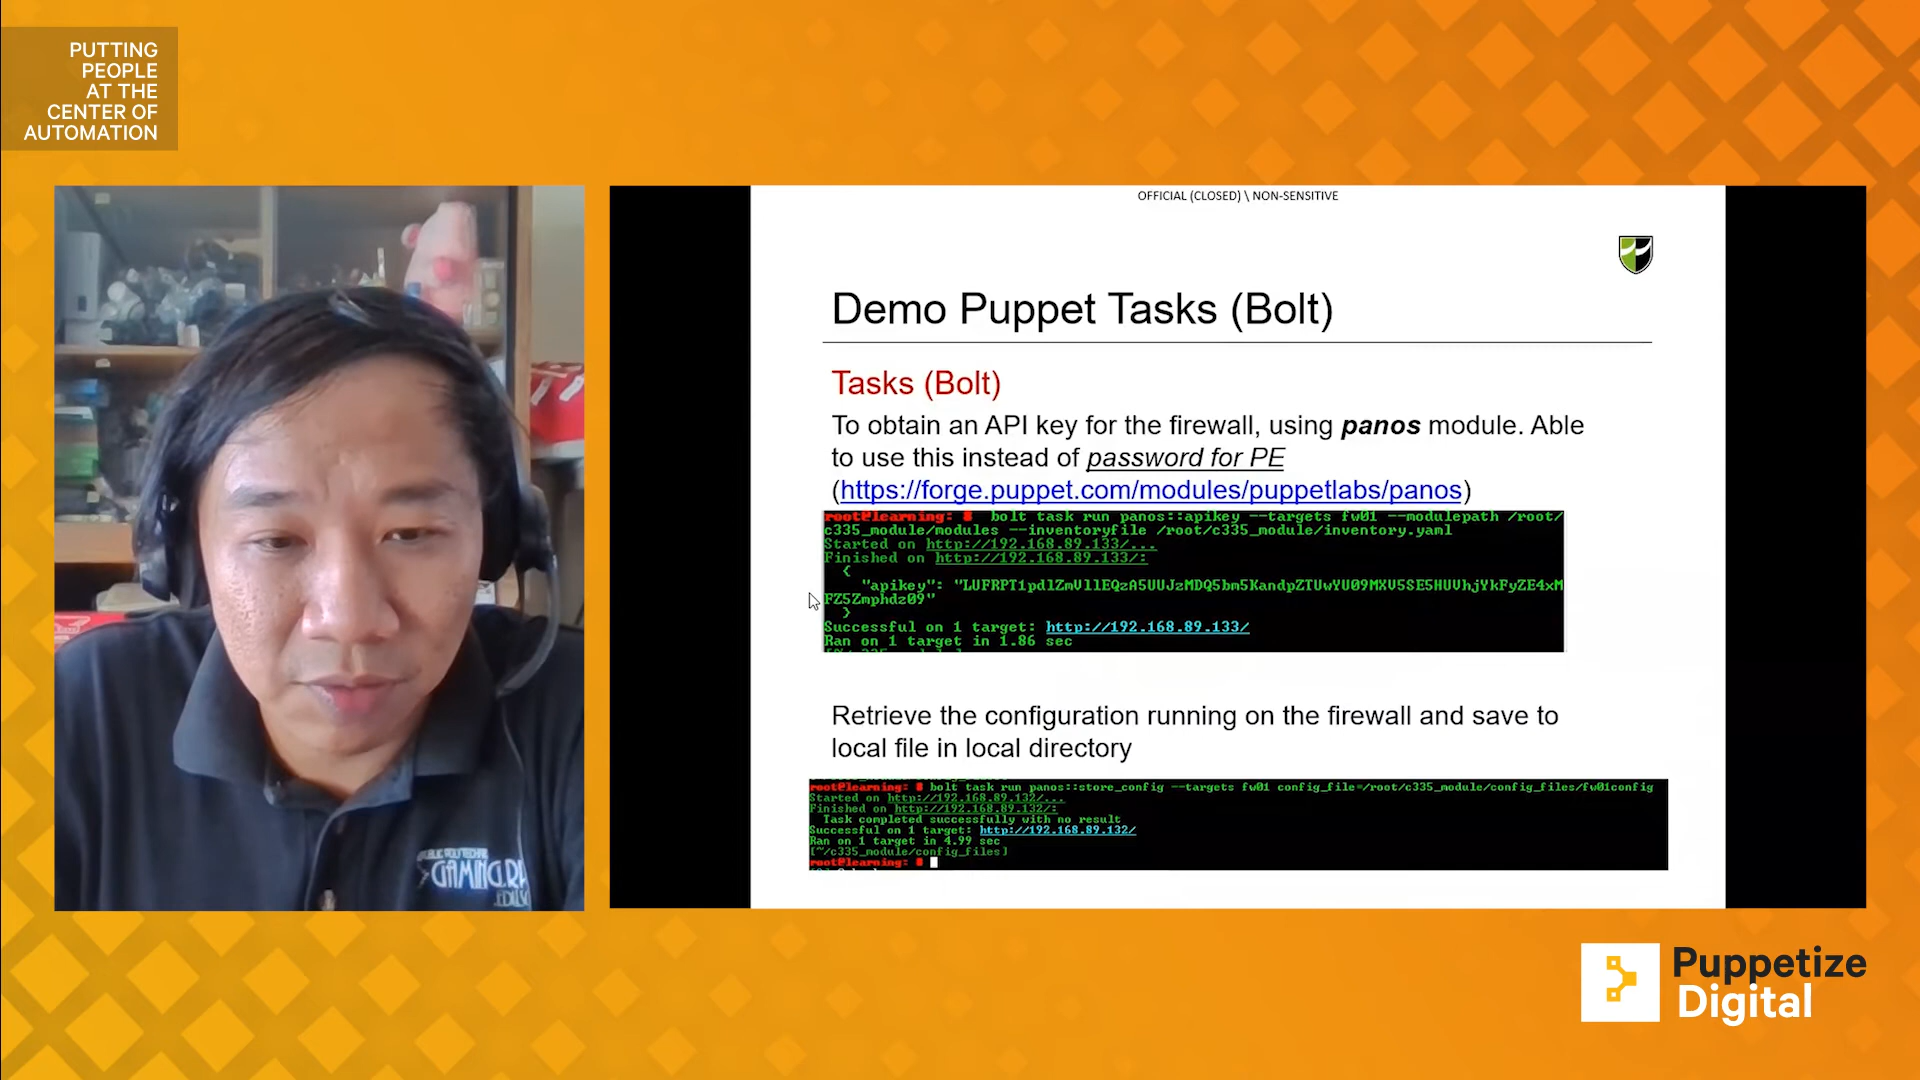 PUTTING
PEOPLE
AT THE
CENTER OF
AUTOMATION
OFFICIAL (CLOSED) \ NON-SENSITIVE
Demo Puppet Tasks (Bolt)
Tasks (Bolt)
To obtain an API key for the firewall, using panos module. Able
to use this instead of password for PE
(https://forge.puppet.com/modules/puppetlabs/panos)
root@learning: # bolt task run panos::apikey --targets fw01 --modulepath /root/
c335_module/modules --inventoryfile /root/c335_module/inventory.yaml
Started on http://192.168.89.133/...
Finished on http://192.168.89.133/:
{
"apikey":
}
Successful on 1 target: http://192.168.89.133/
Ran on 1 target in 1.86 sec
Retrieve the configuration running on the firewall and save to
local file in local directory
root@learning: # bolt task run panos::store_config --targets fw01 config_file=/root/c335_module/config_files/fw01config
Started on http://192.168.89.132/...
Finished on http://192.168.89.132/:
Task completed successfully with no result
Successful on 1 target: http://192.168.89.132/
Ran on 1 target in 4.99 sec
[~/c335_module/config_files]
root@learning: #
GAMING.RP
Puppetize
Digital